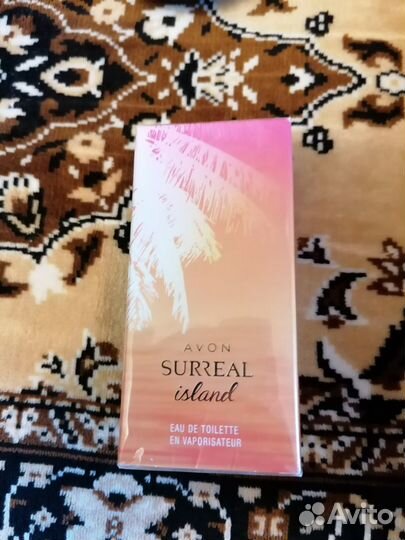 AVON
SURREAL
island
EAU DE TOILETTE
EN VAPORISATEUR
Avito